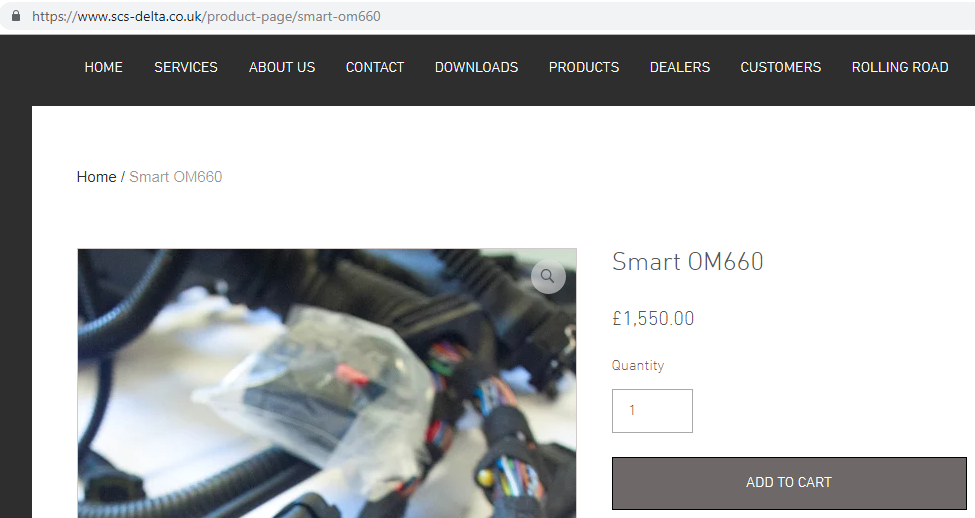 https://www.scs-delta.co.uk/product-page/smart-om660
HOME SERVICES ABOUT US CONTACT DOWNLOADS PRODUCTS DEALERS CUSTOMERS ROLLING ROAD
Home / Smart OM660
Smart OM660
£1,550.00
Quantity
1
ADD TO CART